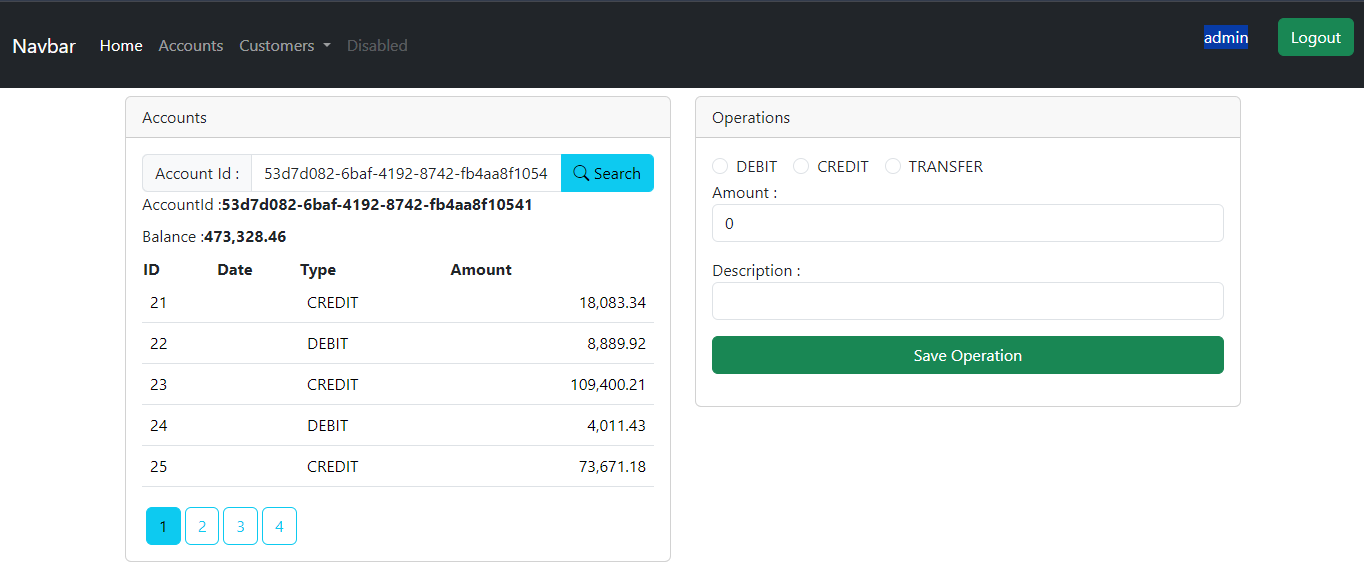 Navbar Home Accounts Customers Disabled admin Logout
Accounts
Account Id : 53d7d082-6baf-4192-8742-fb4aa8f1054 Search
AccountId :53d7d082-6baf-4192-8742-fb4aa8f10541
Balance :473,328.46
ID Date Type Amount
21 CREDIT 18,083.34
22 DEBIT 8,889.92
23 CREDIT 109,400.21
24 DEBIT 4,011.43
25 CREDIT 73,671.18
1 2 3 4
Operations
DEBIT CREDIT TRANSFER
Amount :
0
Description :
Save Operation